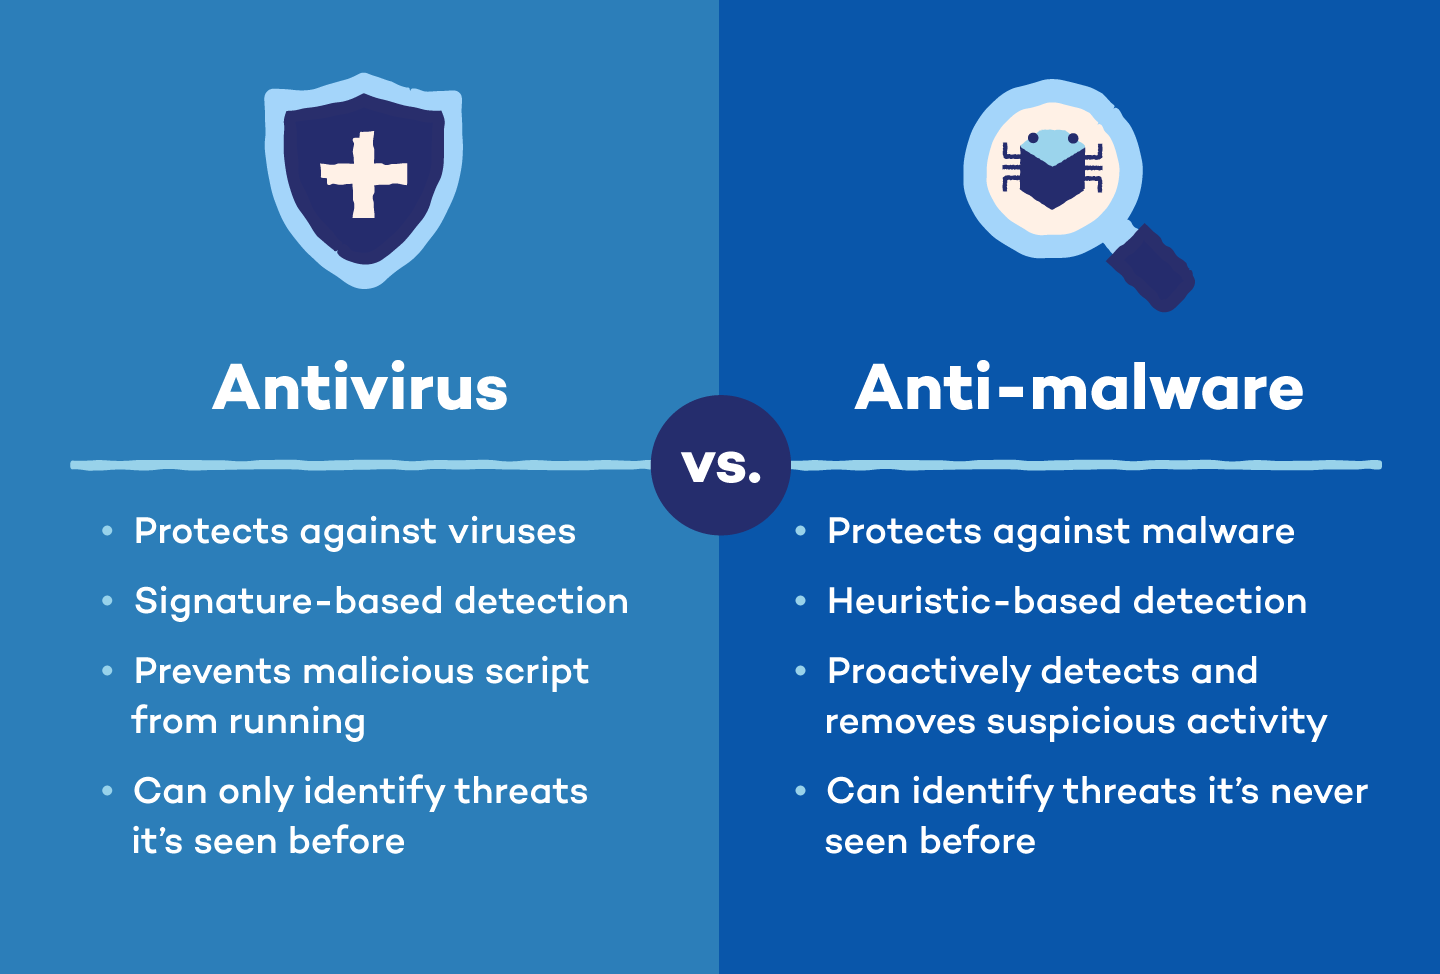 Antivirus
• Protects against viruses
• Signature-based detection
• Prevents malicious script
from running
• Can only identify threats
it’s seen before
vs.
Anti-malware
• Protects against malware
• Heuristic-based detection
• Proactively detects and
removes suspicious activity
• Can identify threats it’s never
seen before